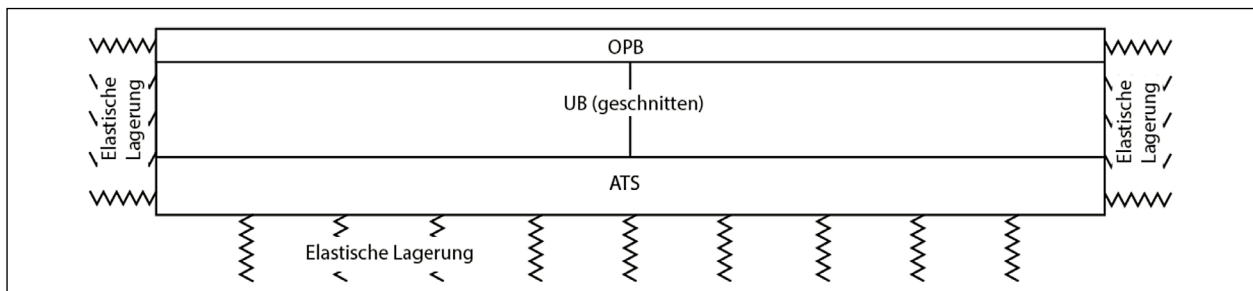 OPB
UB (geschnitten)
ATS
Elastische
Lagerung
Elastische
Lagerung
Elastische Lagerung